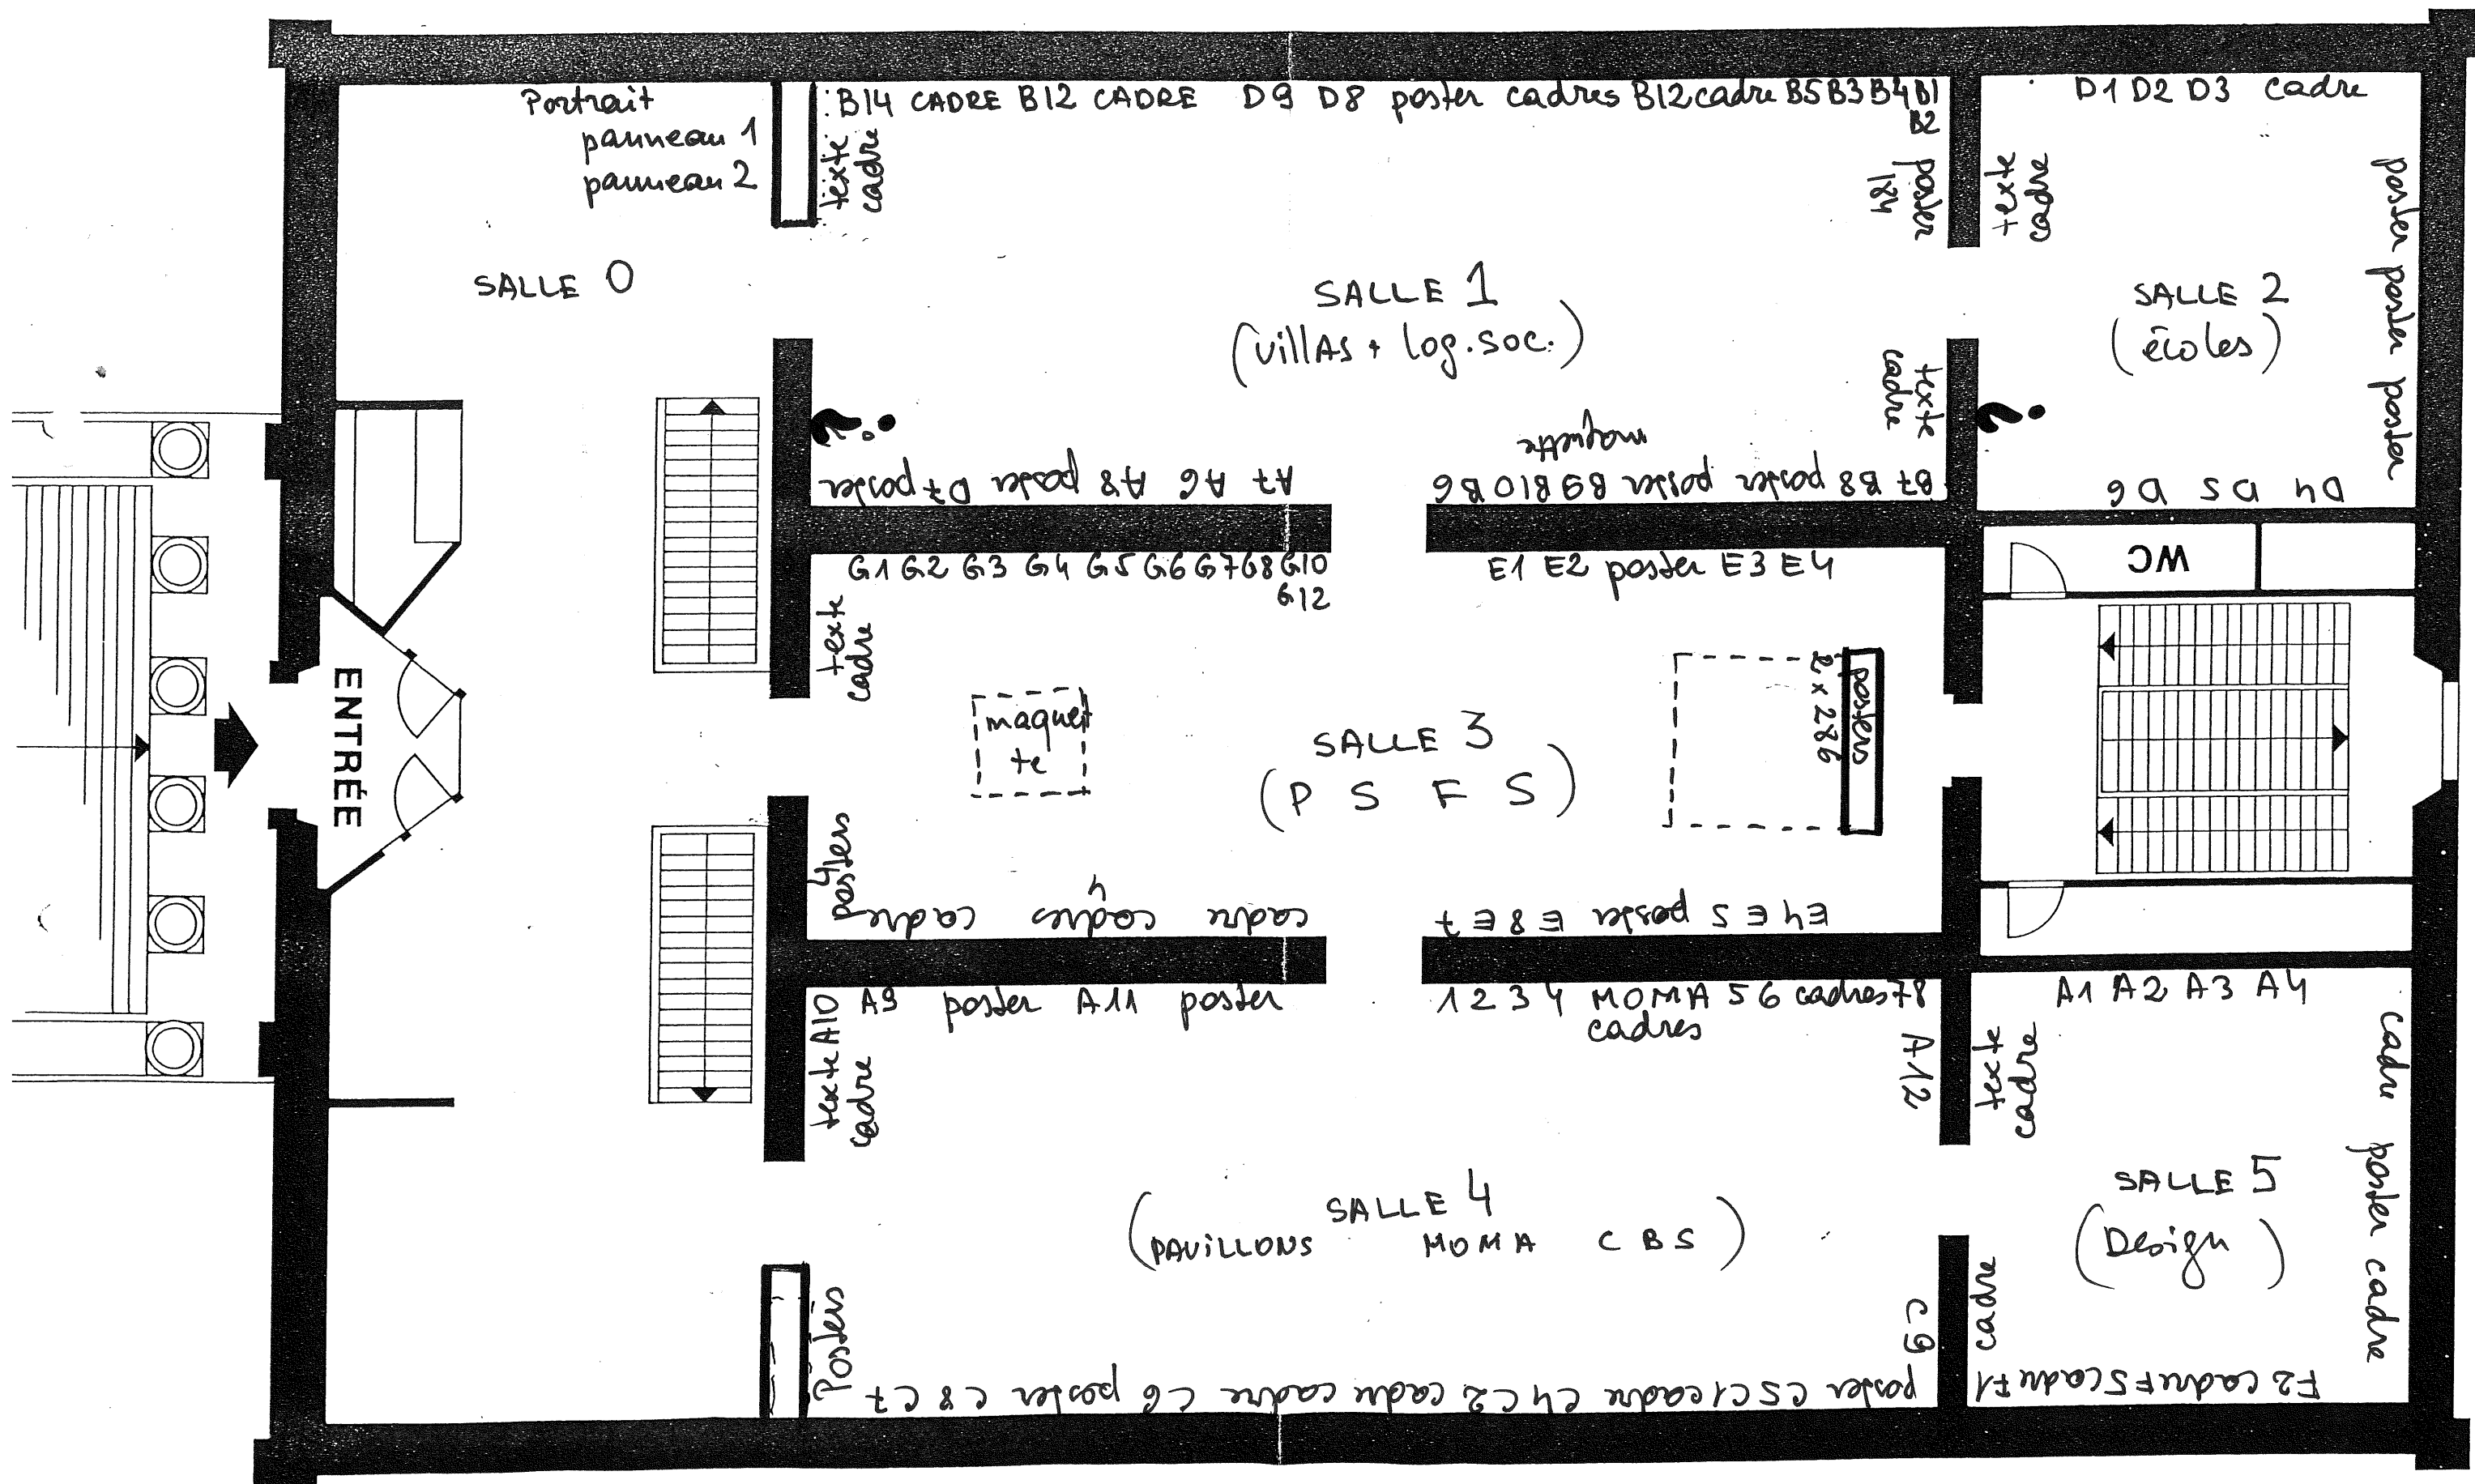 Portrait
panneau 1
panneau 2
SALLE 0
B14 CADRE B12 CADRE D9 D8 poster cadres B12 cadre B5 B3 B4 B1
B2
texte
cadre
poster
184
SALLE 1
(villAs + log.soc.)
texte
cadre
?
maquette
B7 B8 poster poster B9 B10 B6
A7 A6 A8 poster D7 poster
D1 D2 D3 cadre
texte
cadre
poster poster poster poster
SALLE 2
(écoles)
?
D4 D5 D6
WC
ENTRÉE
G1 G2 G3 G4 G5 G6 G7 G8 G10
G12
E1 E2 poster E3 E4
texte
cadre
maquet
te
SALLE 3
(P S F S)
posters
2 x 286
4
posters
E4 E5 poster E8 E7
cadre cadres cadre
4
texte A10
cadre
A9 poster A11 poster
1 2 3 4 MOMA 5 6 cadres 7 8
cadres
A12
SALLE 4
(PAVILLONS MOMA CBS)
C9
Posters
poster C5 C1 cadre C4 C2 cadre cadre C6 poster C8 C7
A1 A2 A3 A4
texte
cadre
cadre poster cadre
SALLE 5
(Design)
cadre
F2 cadre F5 cadre F1